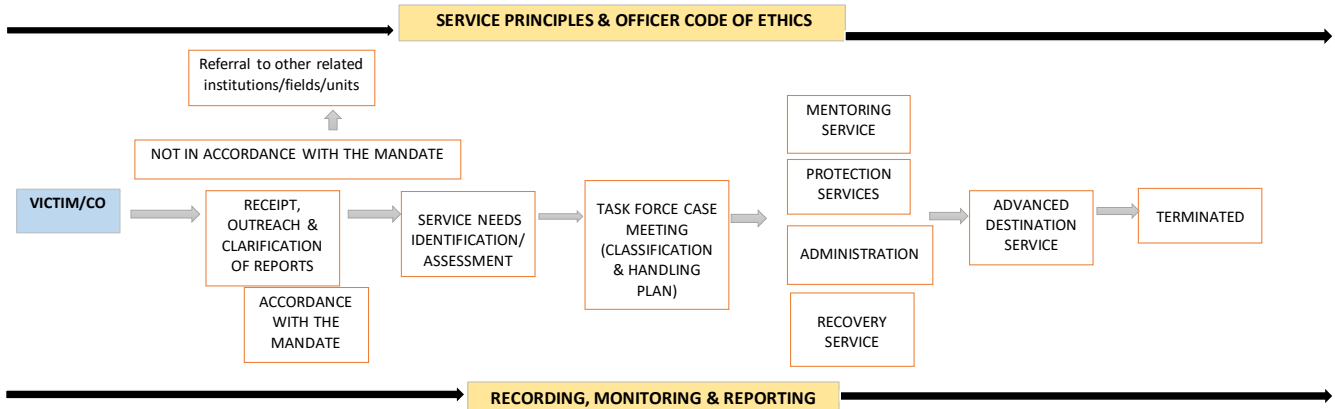 SERVICE PRINCIPLES & OFFICER CODE OF ETHICS
Referral to other related
institutions/fields/units
NOT IN ACCORDANCE WITH THE MANDATE
VICTIM/CO
RECEIPT,
OUTREACH &
CLARIFICATION
OF REPORTS
ACCORDANCE
WITH THE
MANDATE
SERVICE NEEDS
IDENTIFICATION/
ASSESSMENT
TASK FORCE CASE
MEETING
(CLASSIFICATION
& HANDLING
PLAN)
MENTORING
SERVICE
PROTECTION
SERVICES
ADMINISTRATION
RECOVERY
SERVICE
ADVANCED
DESTINATION
SERVICE
TERMINATED
RECORDING, MONITORING & REPORTING